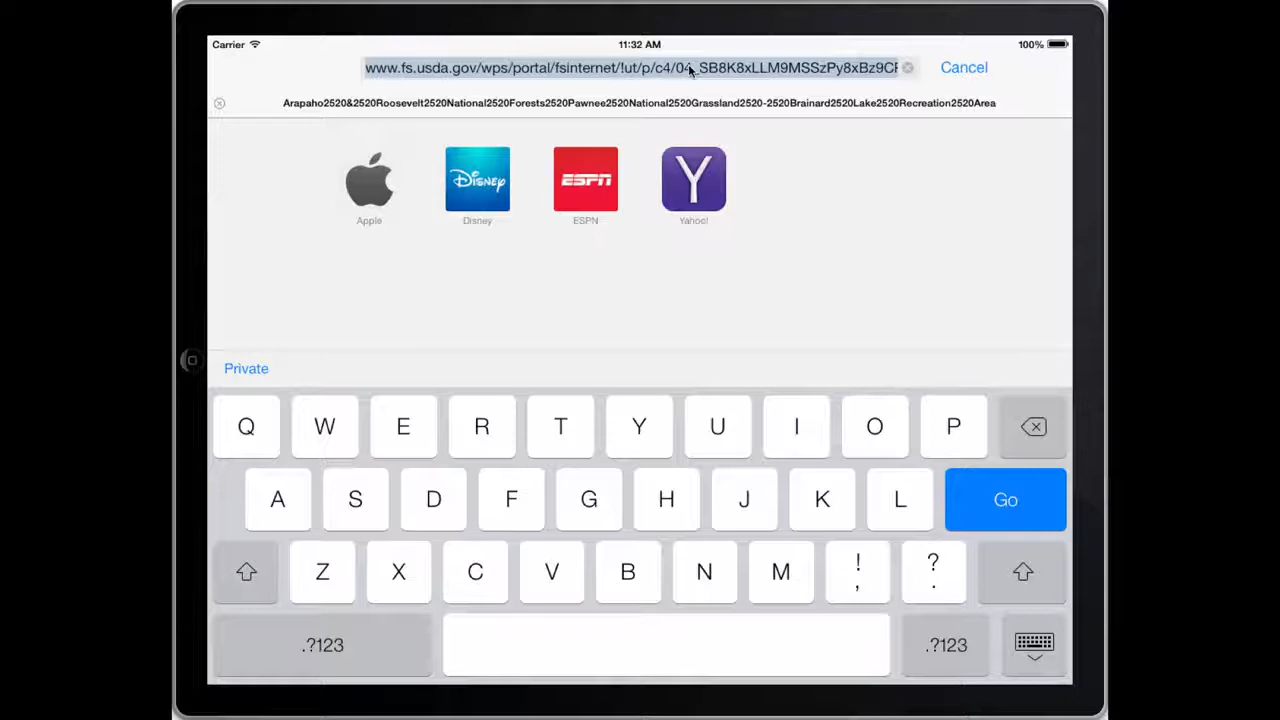 Carrier 11:32 AM 100%
www.fs.usda.gov/wps/portal/fsinternet/!ut/p/c4/04_SB8K8xLLM9MSSzPy8xBz9CP Cancel
Arapaho2520&2520Roosevelt2520National2520Forests2520Pawnee2520National2520Grassland2520-2520Brainard2520Lake2520Recreation2520Area
Disney ESPN Y
Apple Disney ESPN Yahoo!
Private
Q W E R T Y U I O P
A S D F G H J K L Go
Z X C V B N M ! , ? .
.?123 .?123